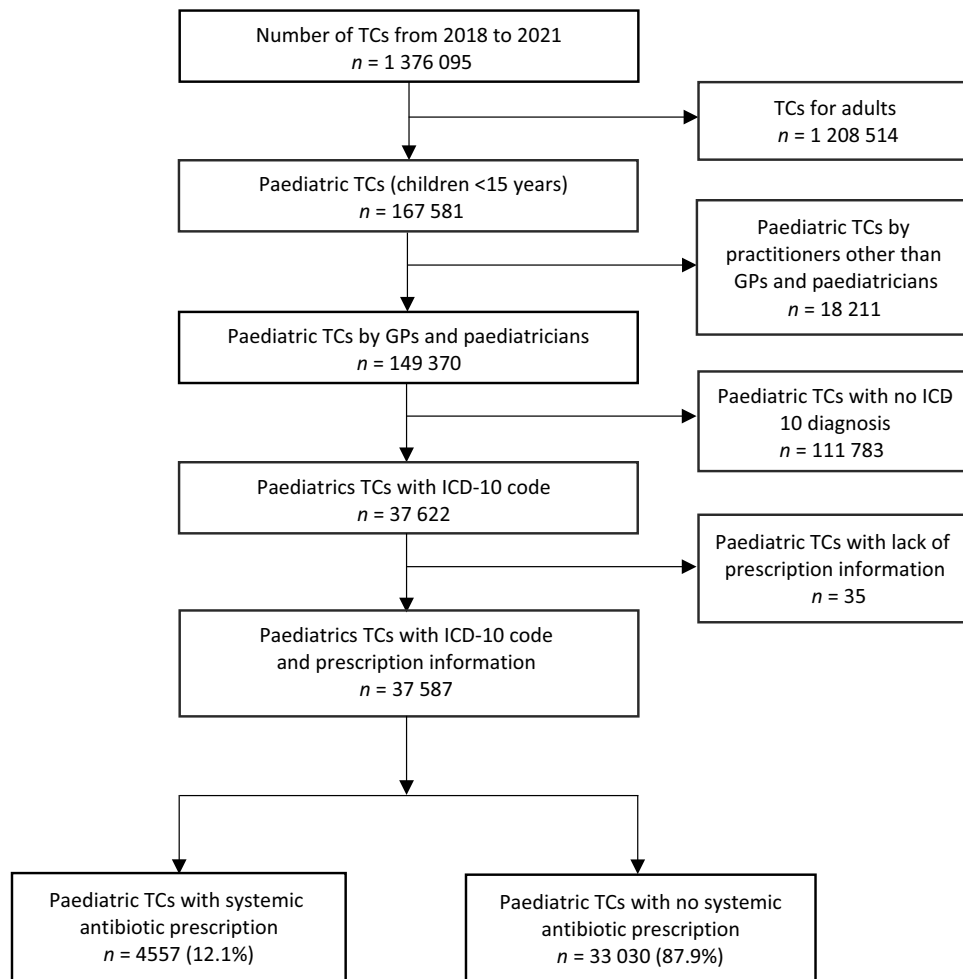 Number of TCs from 2018 to 2021
n = 1 376 095
TCs for adults
n = 1 208 514
Paediatric TCs (children <15 years)
n = 167 581
Paediatric TCs by
practitioners other than
GPs and paediatricians
n = 18 211
Paediatric TCs by GPs and paediatricians
n = 149 370
Paediatric TCs with no ICD-
10 diagnosis
n = 111 783
Paediatrics TCs with ICD-10 code
n = 37 622
Paediatric TCs with lack of
prescription information
n = 35
Paediatrics TCs with ICD-10 code
and prescription information
n = 37 587
Paediatric TCs with systemic
antibiotic prescription
n = 4557 (12.1%)
Paediatric TCs with no systemic
antibiotic prescription
n = 33 030 (87.9%)